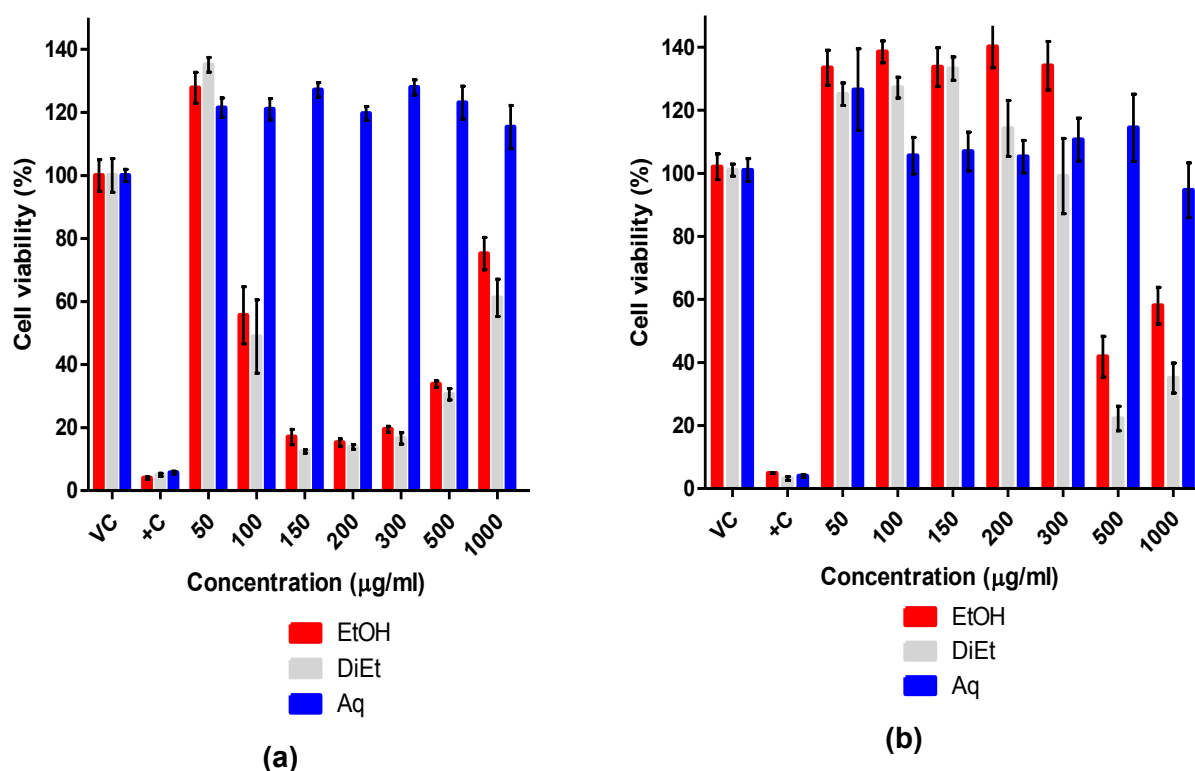 140
120
100
80
60
40
20
0
Cell viability (%)
VC +C 50 100 150 200 300 500 1000
Concentration (μg/ml)
EtOH
DiEt
Aq
(a)
140
120
100
80
60
40
20
0
Cell viability (%)
VC +C 50 100 150 200 300 500 1000
Concentration (μg/ml)
EtOH
DiEt
Aq
(b)